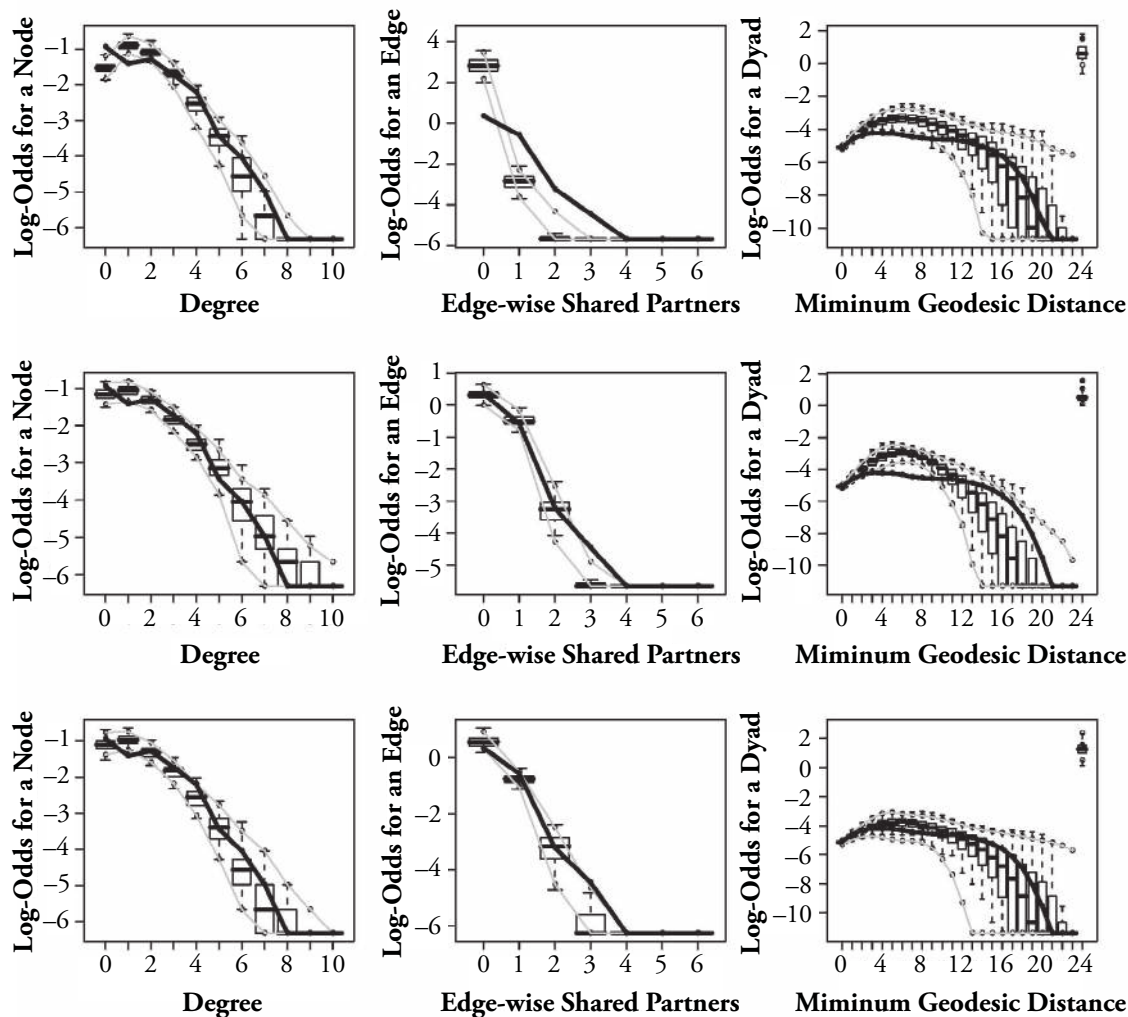 Log-Odds for a Node
–1
–2
–3
–4
–5
–6
0 2 4 6 8 10
Degree
Log-Odds for an Edge
4
2
0
–2
–4
–6
0 1 2 3 4 5 6
Edge-wise Shared Partners
Log-Odds for a Dyad
2
0
–2
–4
–6
–8
–10
0 4 8 12 16 20 24
Miminum Geodesic Distance
Log-Odds for a Node
–1
–2
–3
–4
–5
–6
0 2 4 6 8 10
Degree
Log-Odds for an Edge
1
0
–1
–2
–3
–4
–5
0 1 2 3 4 5 6
Edge-wise Shared Partners
Log-Odds for a Dyad
2
0
–2
–4
–6
–8
–10
0 4 8 12 16 20 24
Miminum Geodesic Distance
Log-Odds for a Node
–1
–2
–3
–4
–5
–6
0 2 4 6 8 10
Degree
Log-Odds for an Edge
0
–2
–4
–6
0 1 2 3 4 5 6
Edge-wise Shared Partners
Log-Odds for a Dyad
2
0
–2
–4
–6
–8
–10
0 4 8 12 16 20 24
Miminum Geodesic Distance